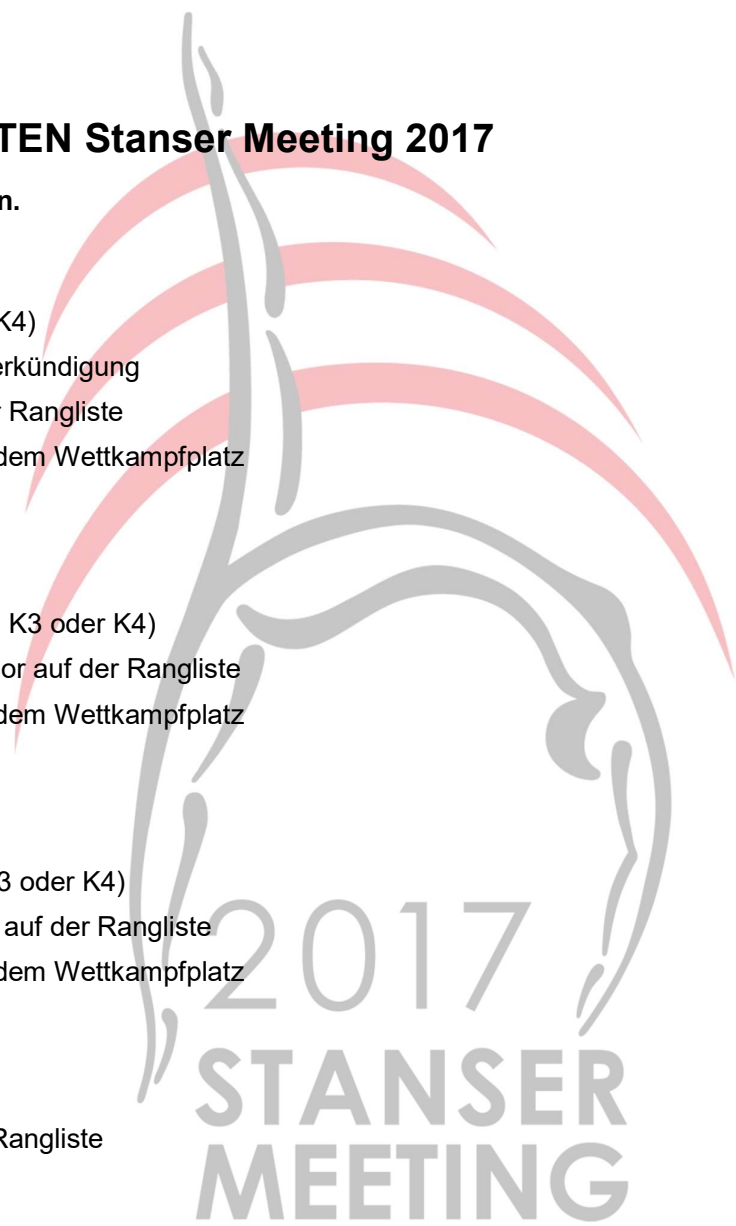 TEN Stanser Meeting 2017
n.
K4)
erkündigung
r Rangliste
dem Wettkampfplatz
K3 oder K4)
or auf der Rangliste
dem Wettkampfplatz
3 oder K4)
auf der Rangliste
dem Wettkampfplatz
Rangliste
2017
STANSER
MEETING